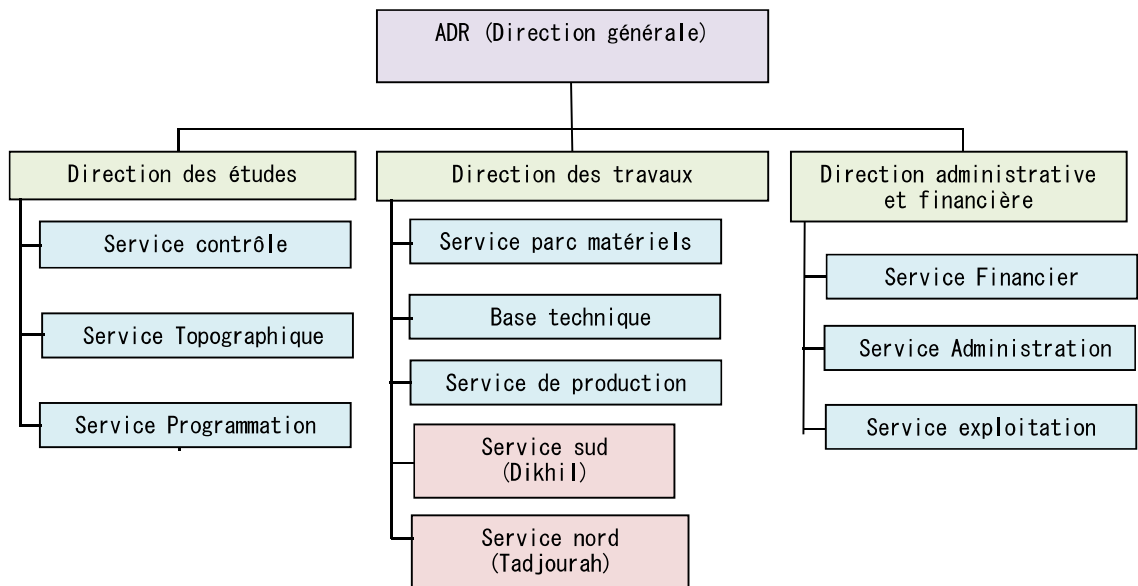 ADR (Direction générale)
Direction des études
Service contrôle
Service Topographique
Service Programmation
Direction des travaux
Service parc matériels
Base technique
Service de production
Service sud
(Dikhil)
Service nord
(Tadjourah)
Direction administrative
et financière
Service Financier
Service Administration
Service exploitation